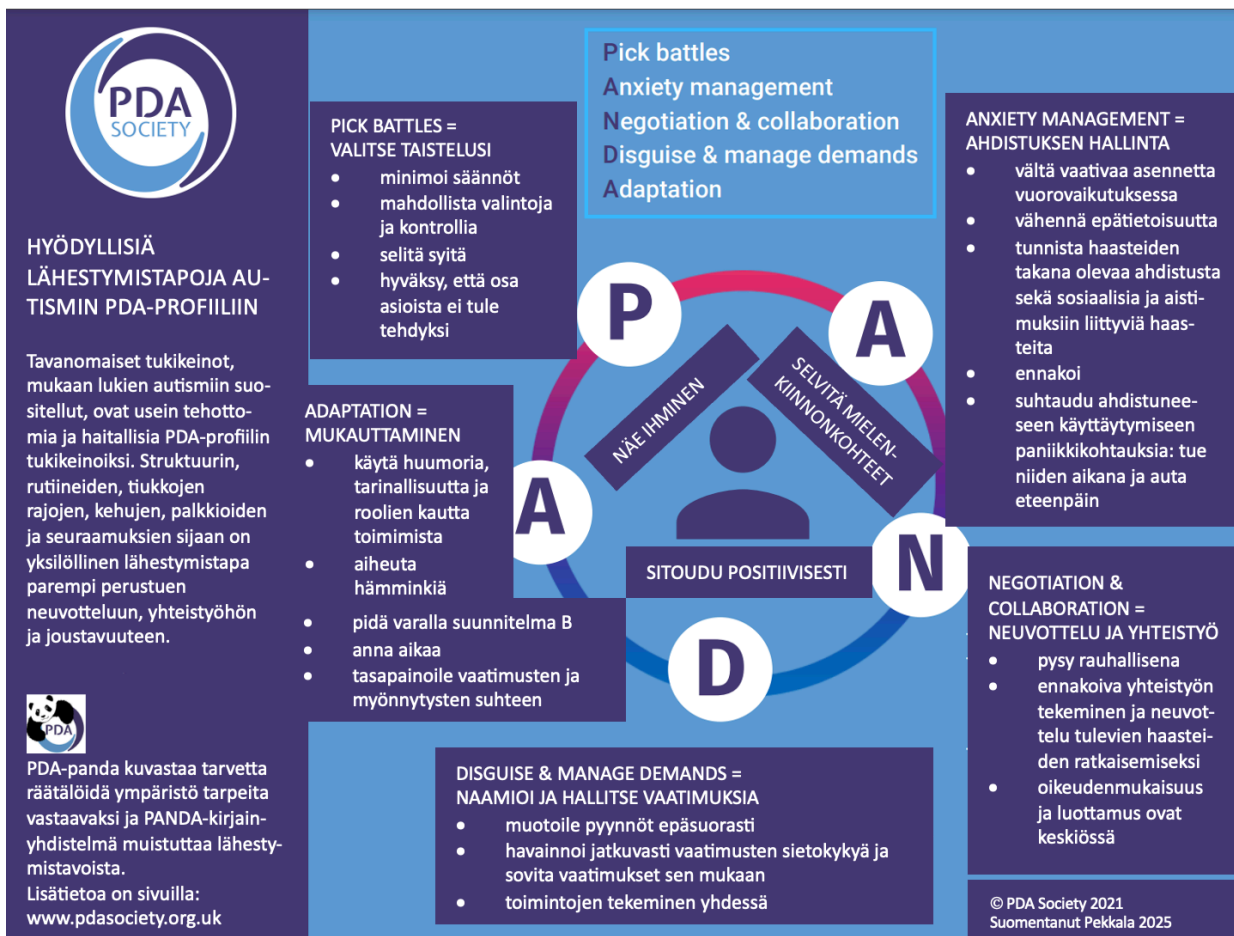 PDA
SOCIETY
HYÖDYLLISIÄ
LÄHESTYMISTAPOJA AU-
TISMIN PDA-PROFIILIIN
Tavanomaiset tukikeinot,
mukaan lukien autismiin suo-
sitellut, ovat usein tehotto-
mia ja haitallisia PDA-profiilin
tukikeinoiksi. Struktuurin,
rutiineiden, tiukkojen
rajojen, kehujen, palkkioiden
ja seuraamuksien sijaan on
yksilöllinen lähestymistapa
parempi perustuen
neuvotteluun, yhteistyöhön
ja joustavuuteen.
PDA
PDA-panda kuvastaa tarvetta
räätälöidä ympäristö tarpeita
vastaavaksi ja PANDA-kirjain-
yhdistelmä muistuttaa lähesty-
mistavoista.
Lisätietoa on sivuilla:
www.pdasociety.org.uk
Pick battles
Anxiety management
Negotiation & collaboration
Disguise & manage demands
Adaptation
PICK BATTLES =
VALITSE TAISTELUSI
• minimoi säännöt
• mahdollista valintoja
ja kontrollia
• selitä syitä
• hyväksy, että osa
asioista ei tule
tehdyksi
ANXIETY MANAGEMENT =
AHDISTUKSEN HALLINTA
• vältä vaativaa asennetta
vuorovaikutuksessa
• vähennä epätietoisuutta
• tunnista haasteiden
takana olevaa ahdistusta
sekä sosiaalisia ja aisti-
muksiin liittyviä haas-
teita
• ennakoi
• suhtaudu ahdistunee-
seen käyttäytymiseen
paniikkikohtauksia: tue
niiden aikana ja auta
eteenpäin
P
A
N
D
A
NÄE IHMINEN
SELVITÄ MIELEN-
KIINNONKOHTEET
SITOUDU POSITIIVISESTI
ADAPTATION =
MUKAUTTAMINEN
• käytä huumoria,
tarinallisuutta ja
roolien kautta
toimimista
• aiheuta
hämminkiä
• pidä varalla suunnitelma B
• anna aikaa
• tasapainoile vaatimusten ja
myönnytysten suhteen
NEGOTIATION &
COLLABORATION =
NEUVOTTELU JA YHTEISTYÖ
• pysy rauhallisena
• ennakoiva yhteistyön
tekeminen ja neuvot-
telu tulevien haastei-
den ratkaisemiseksi
• oikeudenmukaisuus
ja luottamus ovat
keskiössä
DISGUISE & MANAGE DEMANDS =
NAAMIOI JA HALLITSE VAATIMUKSIA
• muotoile pyynnöt epäsuorasti
• havainnoi jatkuvasti vaatimusten sietokykyä ja
sovita vaatimukset sen mukaan
• toimintojen tekeminen yhdessä
© PDA Society 2021
Suomentanut Pekkala 2025